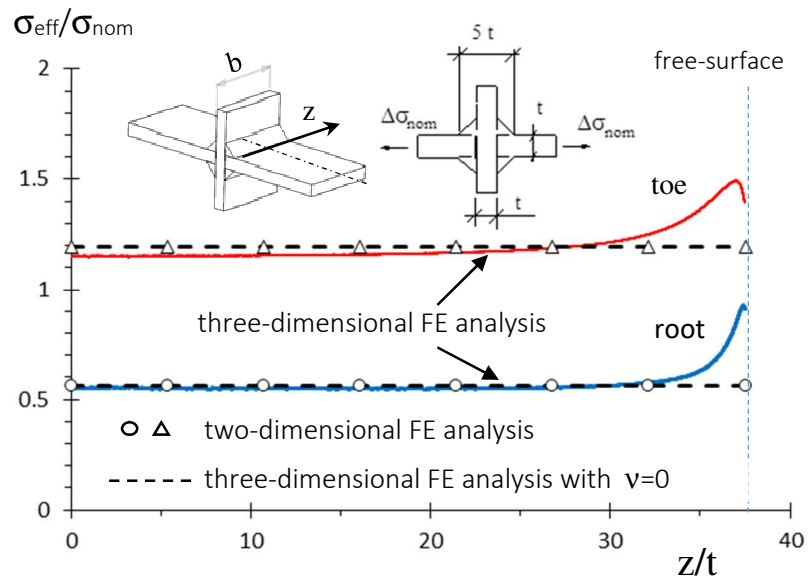 σeff/σnom
2
1.5
1
0.5
0
0
10
20
30
40
z/t
b
z
5 t
t
t
Δσnom
Δσnom
free-surface
toe
three-dimensional FE analysis
root
two-dimensional FE analysis
three-dimensional FE analysis with ν=0